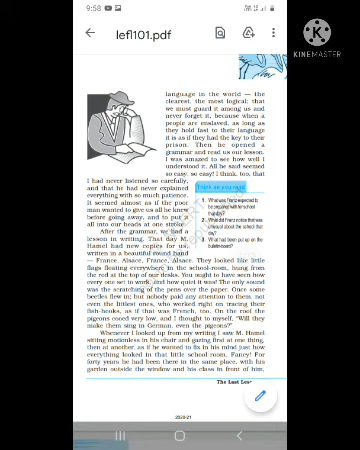 9:58
lefl101.pdf
KINEMASTER
language in the world — the
clearest, the most logical; that
we must guard it among us and
never forget it, because when a
people are enslaved, as long as
they hold fast to their language
it is as if they had the key to their
prison. Then he opened a
grammar and read us our lesson.
I was amazed to see how well I
understood it. All he said seemed
so easy, so easy! I think, too, that
I had never listened so carefully,
and that he had never explained
everything with so much patience.
It seemed almost as if the poor
man wanted to give us all he knew
before going away, and to put it
all into our heads at one stroke.
After the grammar, we had a
lesson in writing. That day M.
Hamel had new copies for us,
written in a beautiful round hand
— France, Alsace, France, Alsace. They looked like little
flags floating everywhere in the school-room, hung from
the rod at the top of our desks. You ought to have seen how
every one set to work, and how quiet it was! The only sound
was the scratching of the pens over the paper. Once some
beetles flew in; but nobody paid any attention to them, not
even the littlest ones, who worked right on tracing their
fish-hooks, as if that was French, too. On the roof the
pigeons cooed very low, and I thought to myself, "Will they
make them sing in German, even the pigeons?"
Whenever I looked up from my writing I saw M. Hamel
sitting motionless in his chair and gazing first at one thing,
then at another, as if he wanted to fix in his mind just how
everything looked in that little school-room. Fancy! For
forty years he had been there in the same place, with his
garden outside the window and his class in front of him,
Think as you read
1 What was Franz expected to
be prepared with for school
that day?
2 What did Franz notice that was
unusual about the school that
day?
3 What had been put up on the
bulletin-board?
The Last Les
2020-21